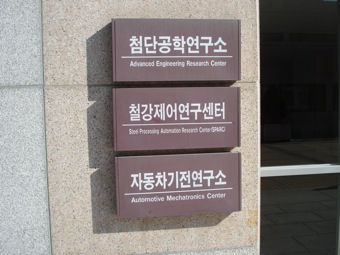 첨단공학연구소
Advanced Engineering Research Center
철강제어연구센터
Steel Processing Automation Research Center(SPARC)
자동차기전연구소
Automotive Mechatronics Center